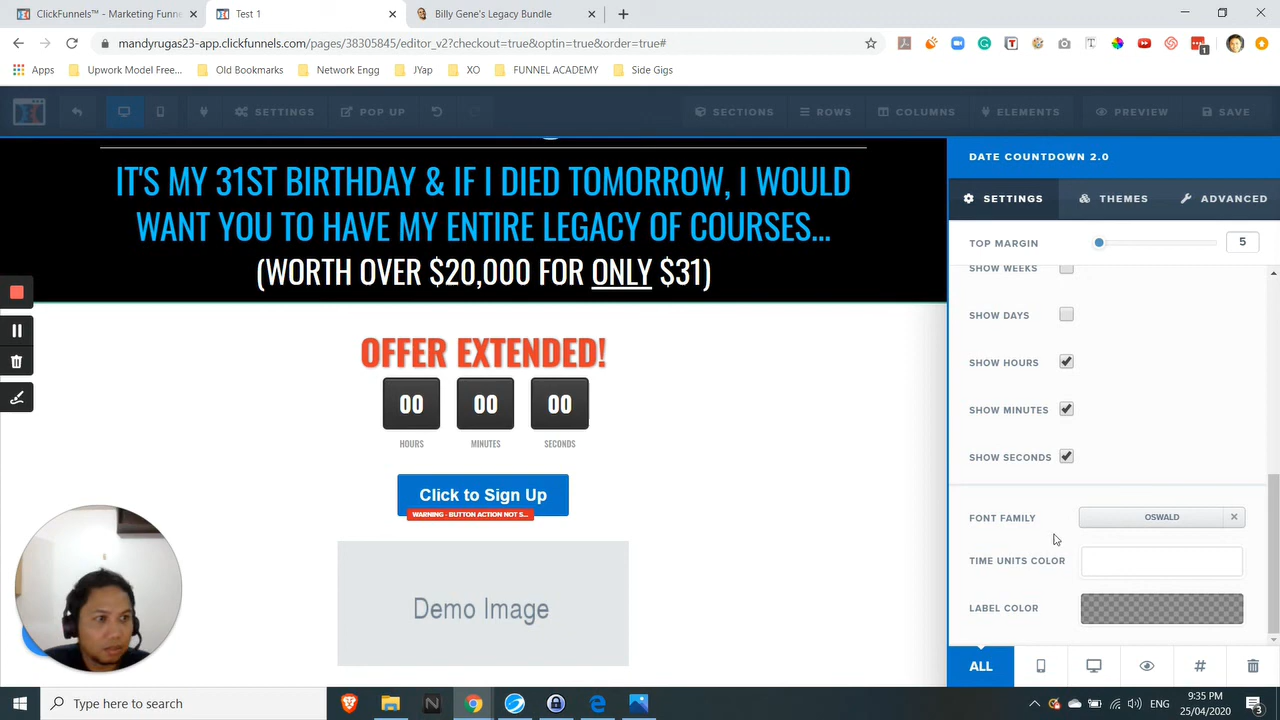 ClickFunnels™ - Marketing Funne
Test 1
Billy Gene's Legacy Bundle
mandyrugas23-app.clickfunnels.com/pages/38305845/editor_v2?checkout=true&optin=true&order=true#
Apps
Upwork Model Free...
Old Bookmarks
Network Engg
JYap
XO
FUNNEL ACADEMY
Side Gigs
SETTINGS
POP UP
SECTIONS
ROWS
COLUMNS
ELEMENTS
PREVIEW
SAVE
IT'S MY 31ST BIRTHDAY & IF I DIED TOMORROW, I WOULD
WANT YOU TO HAVE MY ENTIRE LEGACY OF COURSES...
(WORTH OVER $20,000 FOR ONLY $31)
OFFER EXTENDED!
00 00 00
HOURS MINUTES SECONDS
Click to Sign Up
WARNING - BUTTON ACTION NOT S...
Demo Image
DATE COUNTDOWN 2.0
SETTINGS
THEMES
ADVANCED
TOP MARGIN 5
SHOW WEEKS
SHOW DAYS
SHOW HOURS
SHOW MINUTES
SHOW SECONDS
FONT FAMILY OSWALD
TIME UNITS COLOR
LABEL COLOR
ALL
#
Type here to search
ENG
9:35 PM
25/04/2020
3